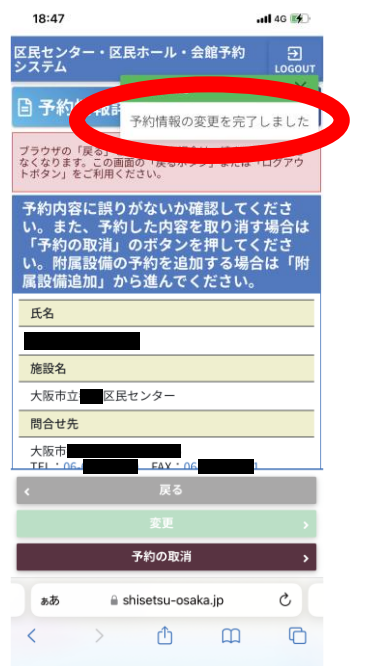 18:47
4G
区民センター・区民ホール・会館予約
システム
LOGOUT
予約
予約情報の変更を完了しました
ブラウザの「戻る」
なくなります。この画面の「戻るボタン」または「ログアウ
トボタン」をご利用ください。
予約内容に誤りがないか確認してくださ
い。また、予約した内容を取り消す場合は
「予約の取消」のボタンを押してくださ
い。附属設備の予約を追加する場合は「附
属設備追加」から進んでください。
氏名
施設名
大阪市立 区民センター
問合せ先
大阪市
TEL:06- FAX:06 1
戻る
変更
予約の取消
ぁあ shisetsu-osaka.jp